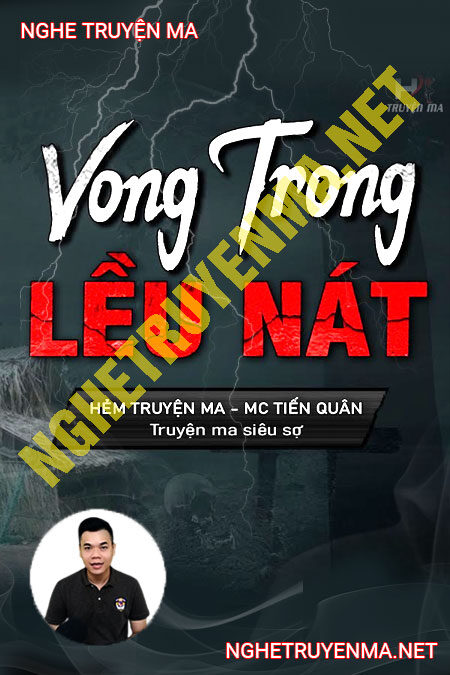 NGHE TRUYỆN MA
H
TRUYỆN MA
Vong Trong
LỀU NÁT
NGHETRUYENMA.NET
HẺM TRUYỆN MA - MC TIẾN QUÂN
Truyện ma siêu sợ
NGHETRUYENMA.NET